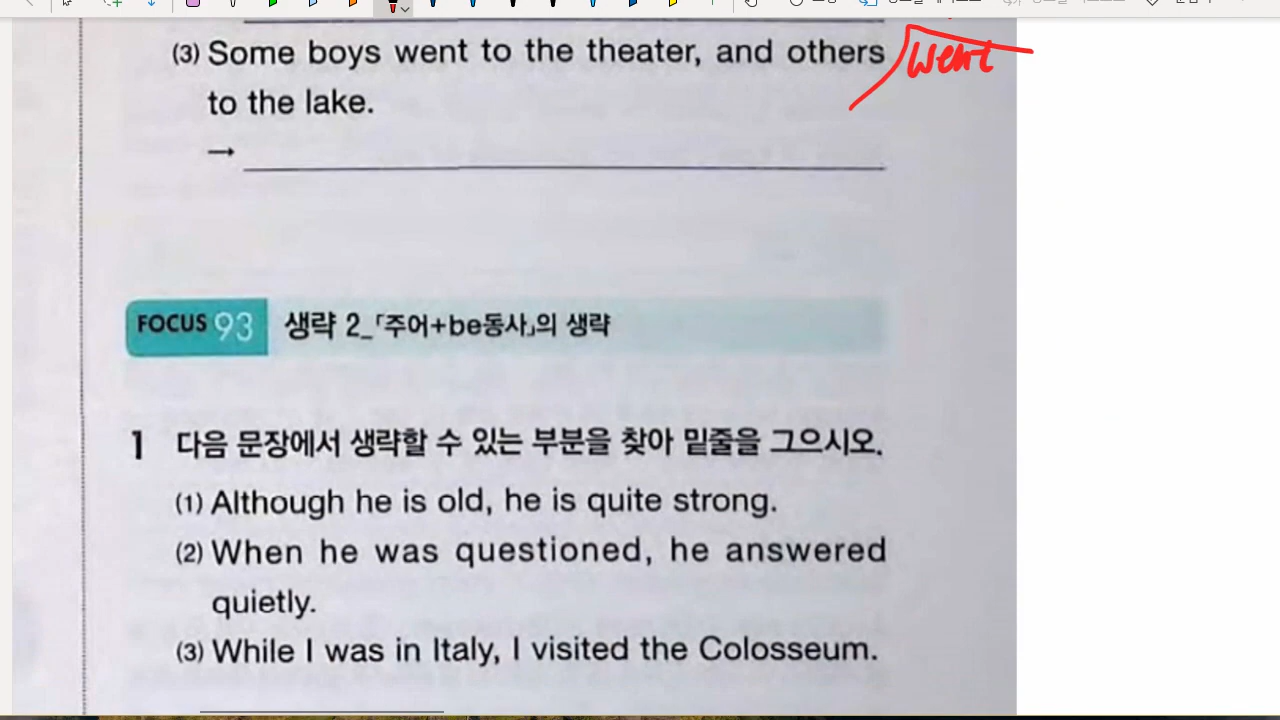 (3) Some boys went to the theater, and others went
to the lake.
→
FOCUS 93 생략 2_「주어+be동사」의 생략
1 다음 문장에서 생략할 수 있는 부분을 찾아 밑줄을 그으시오.
(1) Although he is old, he is quite strong.
(2) When he was questioned, he answered
quietly.
(3) While I was in Italy, I visited the Colosseum.